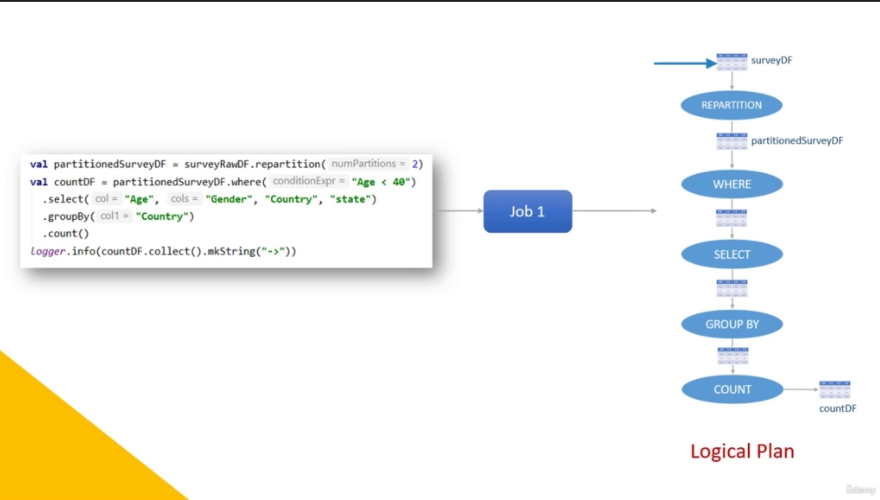 val partitionedSurveyDF = surveyRawDF.repartition( numPartitions = 2)
val countDF = partitionedSurveyDF.where( conditionExpr = "Age < 40")
.select( col = "Age", cols = "Gender", "Country", "state")
.groupBy( col1 = "Country")
.count()
logger.info(countDF.collect().mkString("->"))
Job 1
surveyDF
REPARTITION
partitionedSurveyDF
WHERE
SELECT
GROUP BY
COUNT
countDF
Logical Plan
Udemy